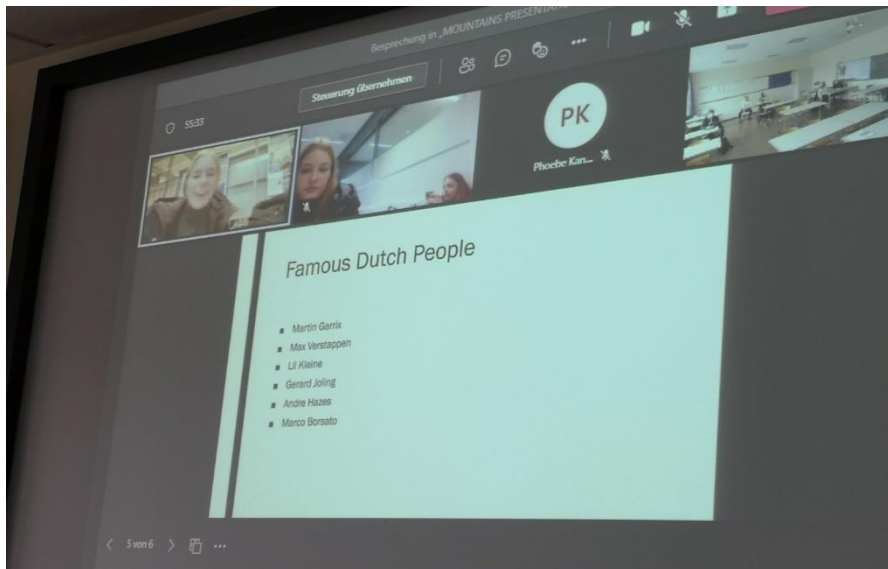 Besprechung in „MOUNTAINS PRESENTATIO
Steuerung übernehmen
55:33
PK
Phoebe Kan...
Famous Dutch People
Martin Garrix
Max Verstappen
Lil Kleine
Gerard Joling
Andre Hazes
Marco Borsato
5 von 6